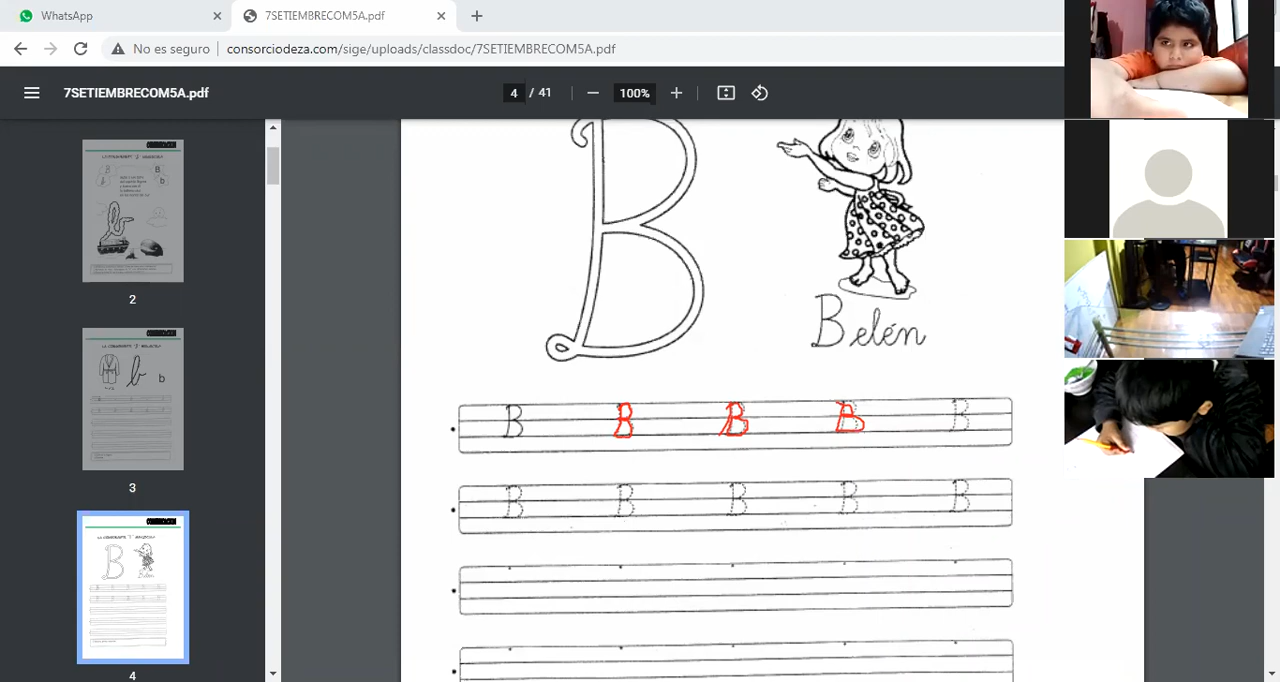 WhatsApp
7SETIEMBRECOM5A.pdf
No es seguro
consorciodeza.com/sige/uploads/classdoc/7SETIEMBRECOM5A.pdf
7SETIEMBRECOM5A.pdf
4 / 41
100%
B b
b
2
b b
3
B
Belén
4
B
Belén
B B B B B
B B B B B